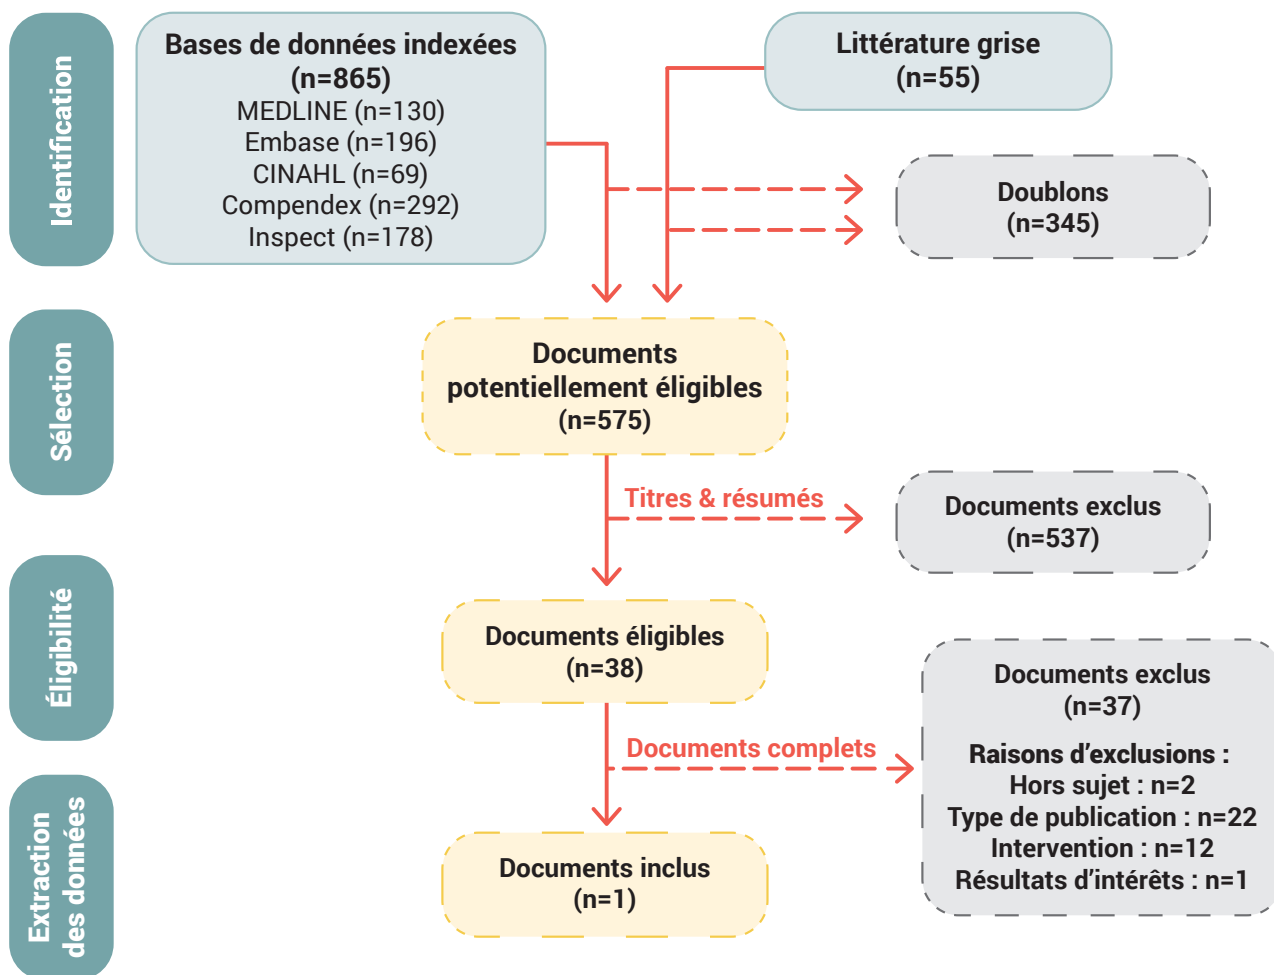 Identification
Bases de données indexées
(n=865)
MEDLINE (n=130)
Embase (n=196)
CINAHL (n=69)
Compendex (n=292)
Inspect (n=178)
Littérature grise
(n=55)
Doublons
(n=345)
Sélection
Documents
potentiellement éligibles
(n=575)
Titres & résumés
Documents exclus
(n=537)
Éligibilité
Documents éligibles
(n=38)
Documents complets
Documents exclus
(n=37)
Raisons d’exclusions :
Hors sujet : n=2
Type de publication : n=22
Intervention : n=12
Résultats d’intérêts : n=1
Extraction
des données
Documents inclus
(n=1)